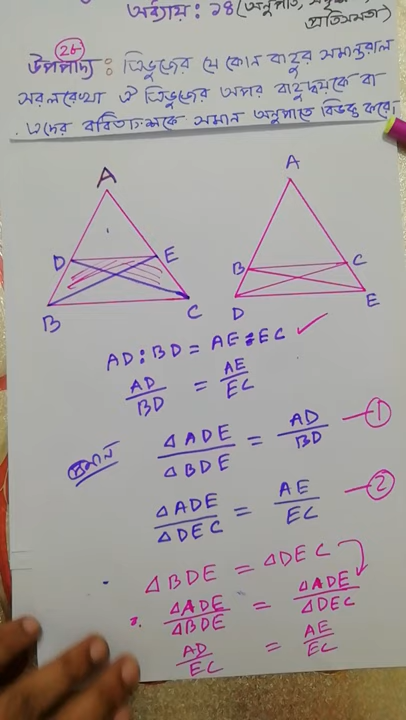 অধ্যায় : ১৪ (অনুপাত,
প্রতিসমতা)
২৮
উপপাদ্য : ত্রিভুজের যে কোন বাহুর সমান্তরাল
সরলরেখা ঐ ত্রিভুজের অপর বাহুদ্বয়কে বা
তদের বর্ধিতাংশকে সমান অনুপাতে বিভক্ত করে।
A
D
E
B
C
A
B
C
D
E
AD : BD = AE : EC ✓
AD/BD = AE/EC
প্রমাণ
△ADE/△BDE = AD/BD — 1
△ADE/△DEC = AE/EC — 2
△BDE = △DEC
△ADE/△BDE = △ADE/△DEC
AD/EC = AE/EC